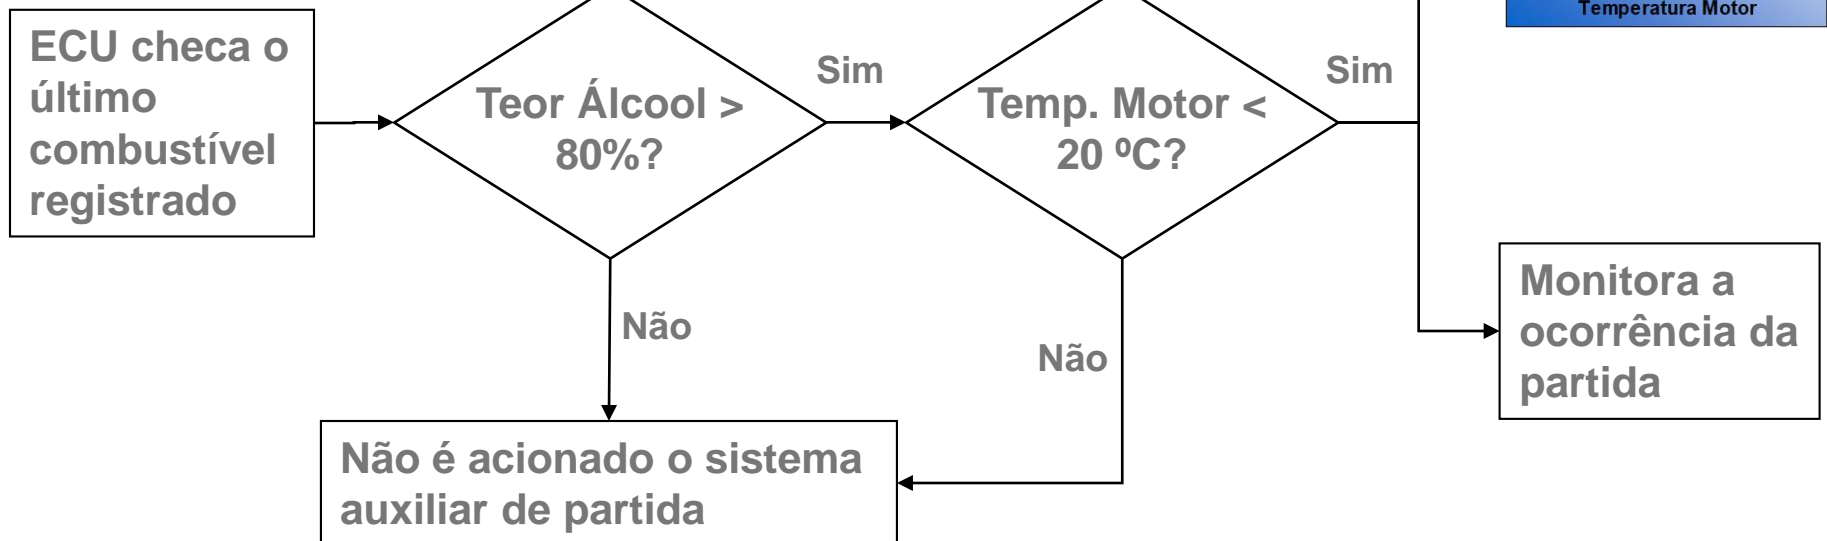 Temperatura Motor
ECU checa o
último
combustível
registrado
Teor Álcool >
80%?
Sim
Temp. Motor <
20 ºC?
Sim
Não
Não
Monitora a
ocorrência da
partida
Não é acionado o sistema
auxiliar de partida